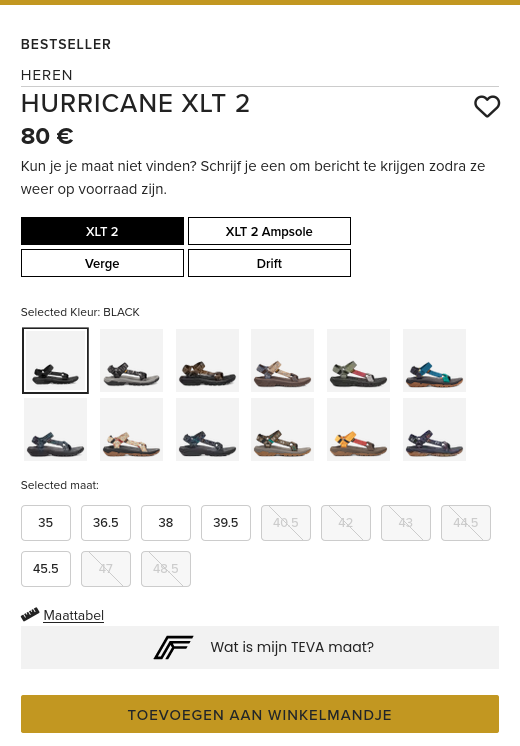 BESTSELLER
HEREN
HURRICANE XLT 2
80 €
Kun je je maat niet vinden? Schrijf je een om bericht te krijgen zodra ze
weer op voorraad zijn.
XLT 2
XLT 2 Ampsole
Verge
Drift
Selected Kleur: BLACK
Selected maat:
35
36.5
38
39.5
40.5
42
43
44.5
45.5
47
48.5
Maattabel
Wat is mijn TEVA maat?
TOEVOEGEN AAN WINKELMANDJE